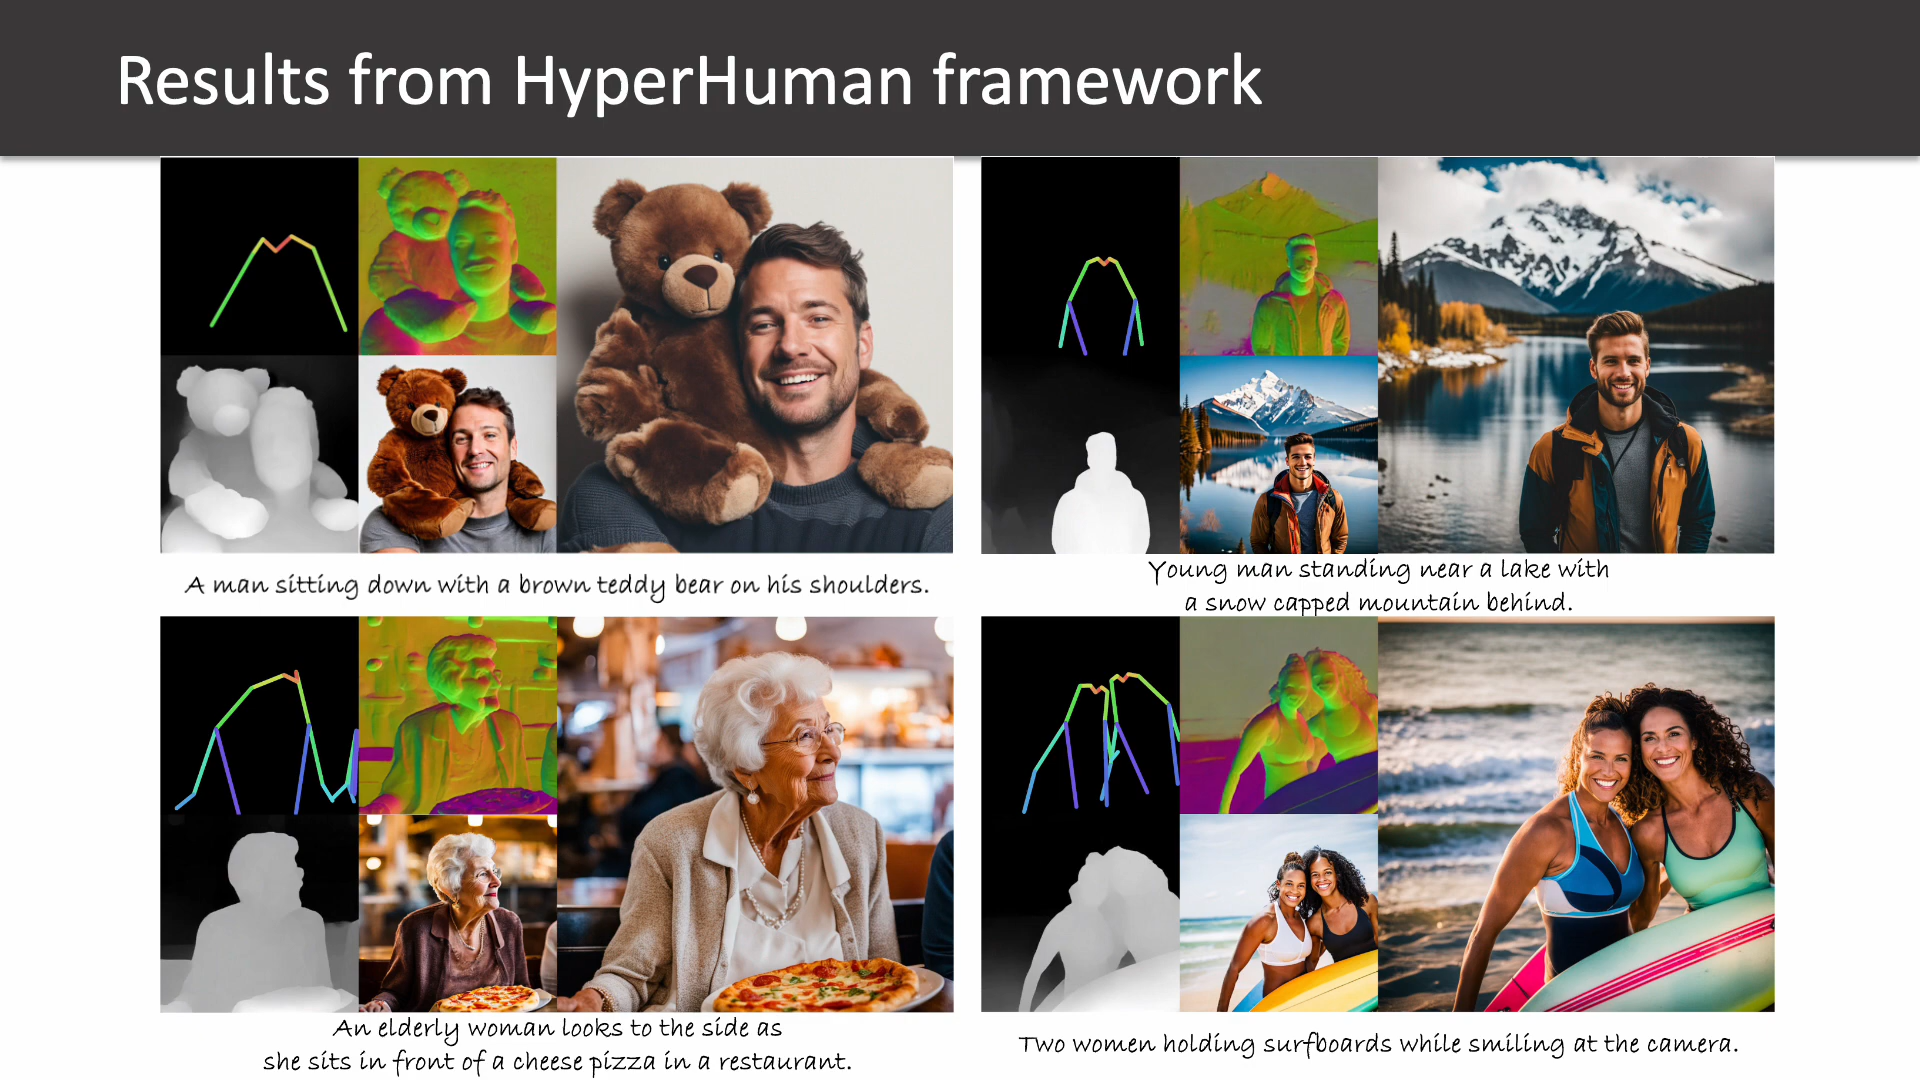 Results from HyperHuman framework
A man sitting down with a brown teddy bear on his shoulders.
Young man standing near a lake with
a snow capped mountain behind.
An elderly woman looks to the side as
she sits in front of a cheese pizza in a restaurant.
Two women holding surfboards while smiling at the camera.